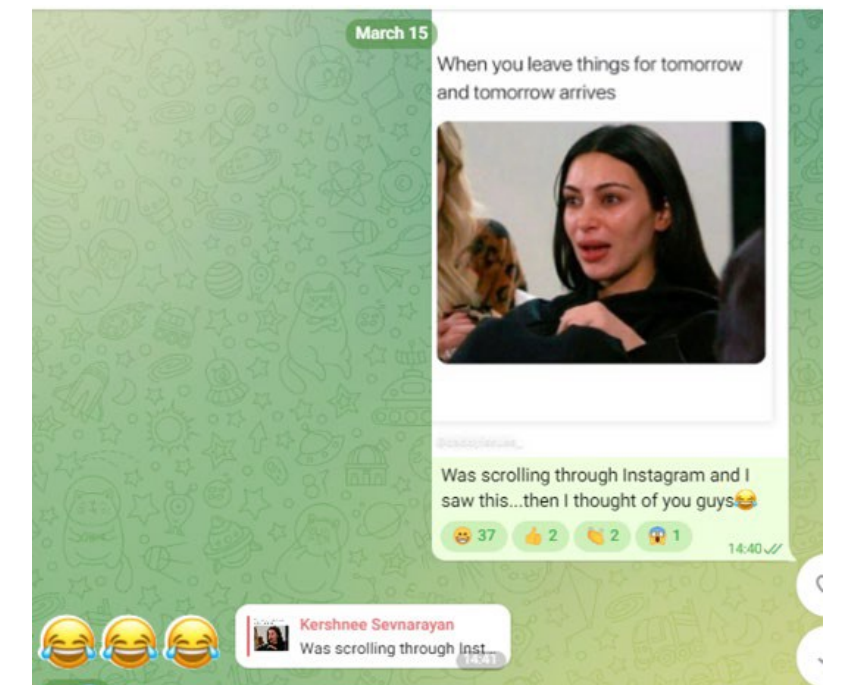 March 15
When you leave things for tomorrow
and tomorrow arrives
Was scrolling through Instagram and I
saw this...then I thought of you guys😂
😁 37 👍 2 👏 2 😱 1
14:40
😂😂😂
Kershnee Sevnarayan
Was scrolling through Inst...
14:41